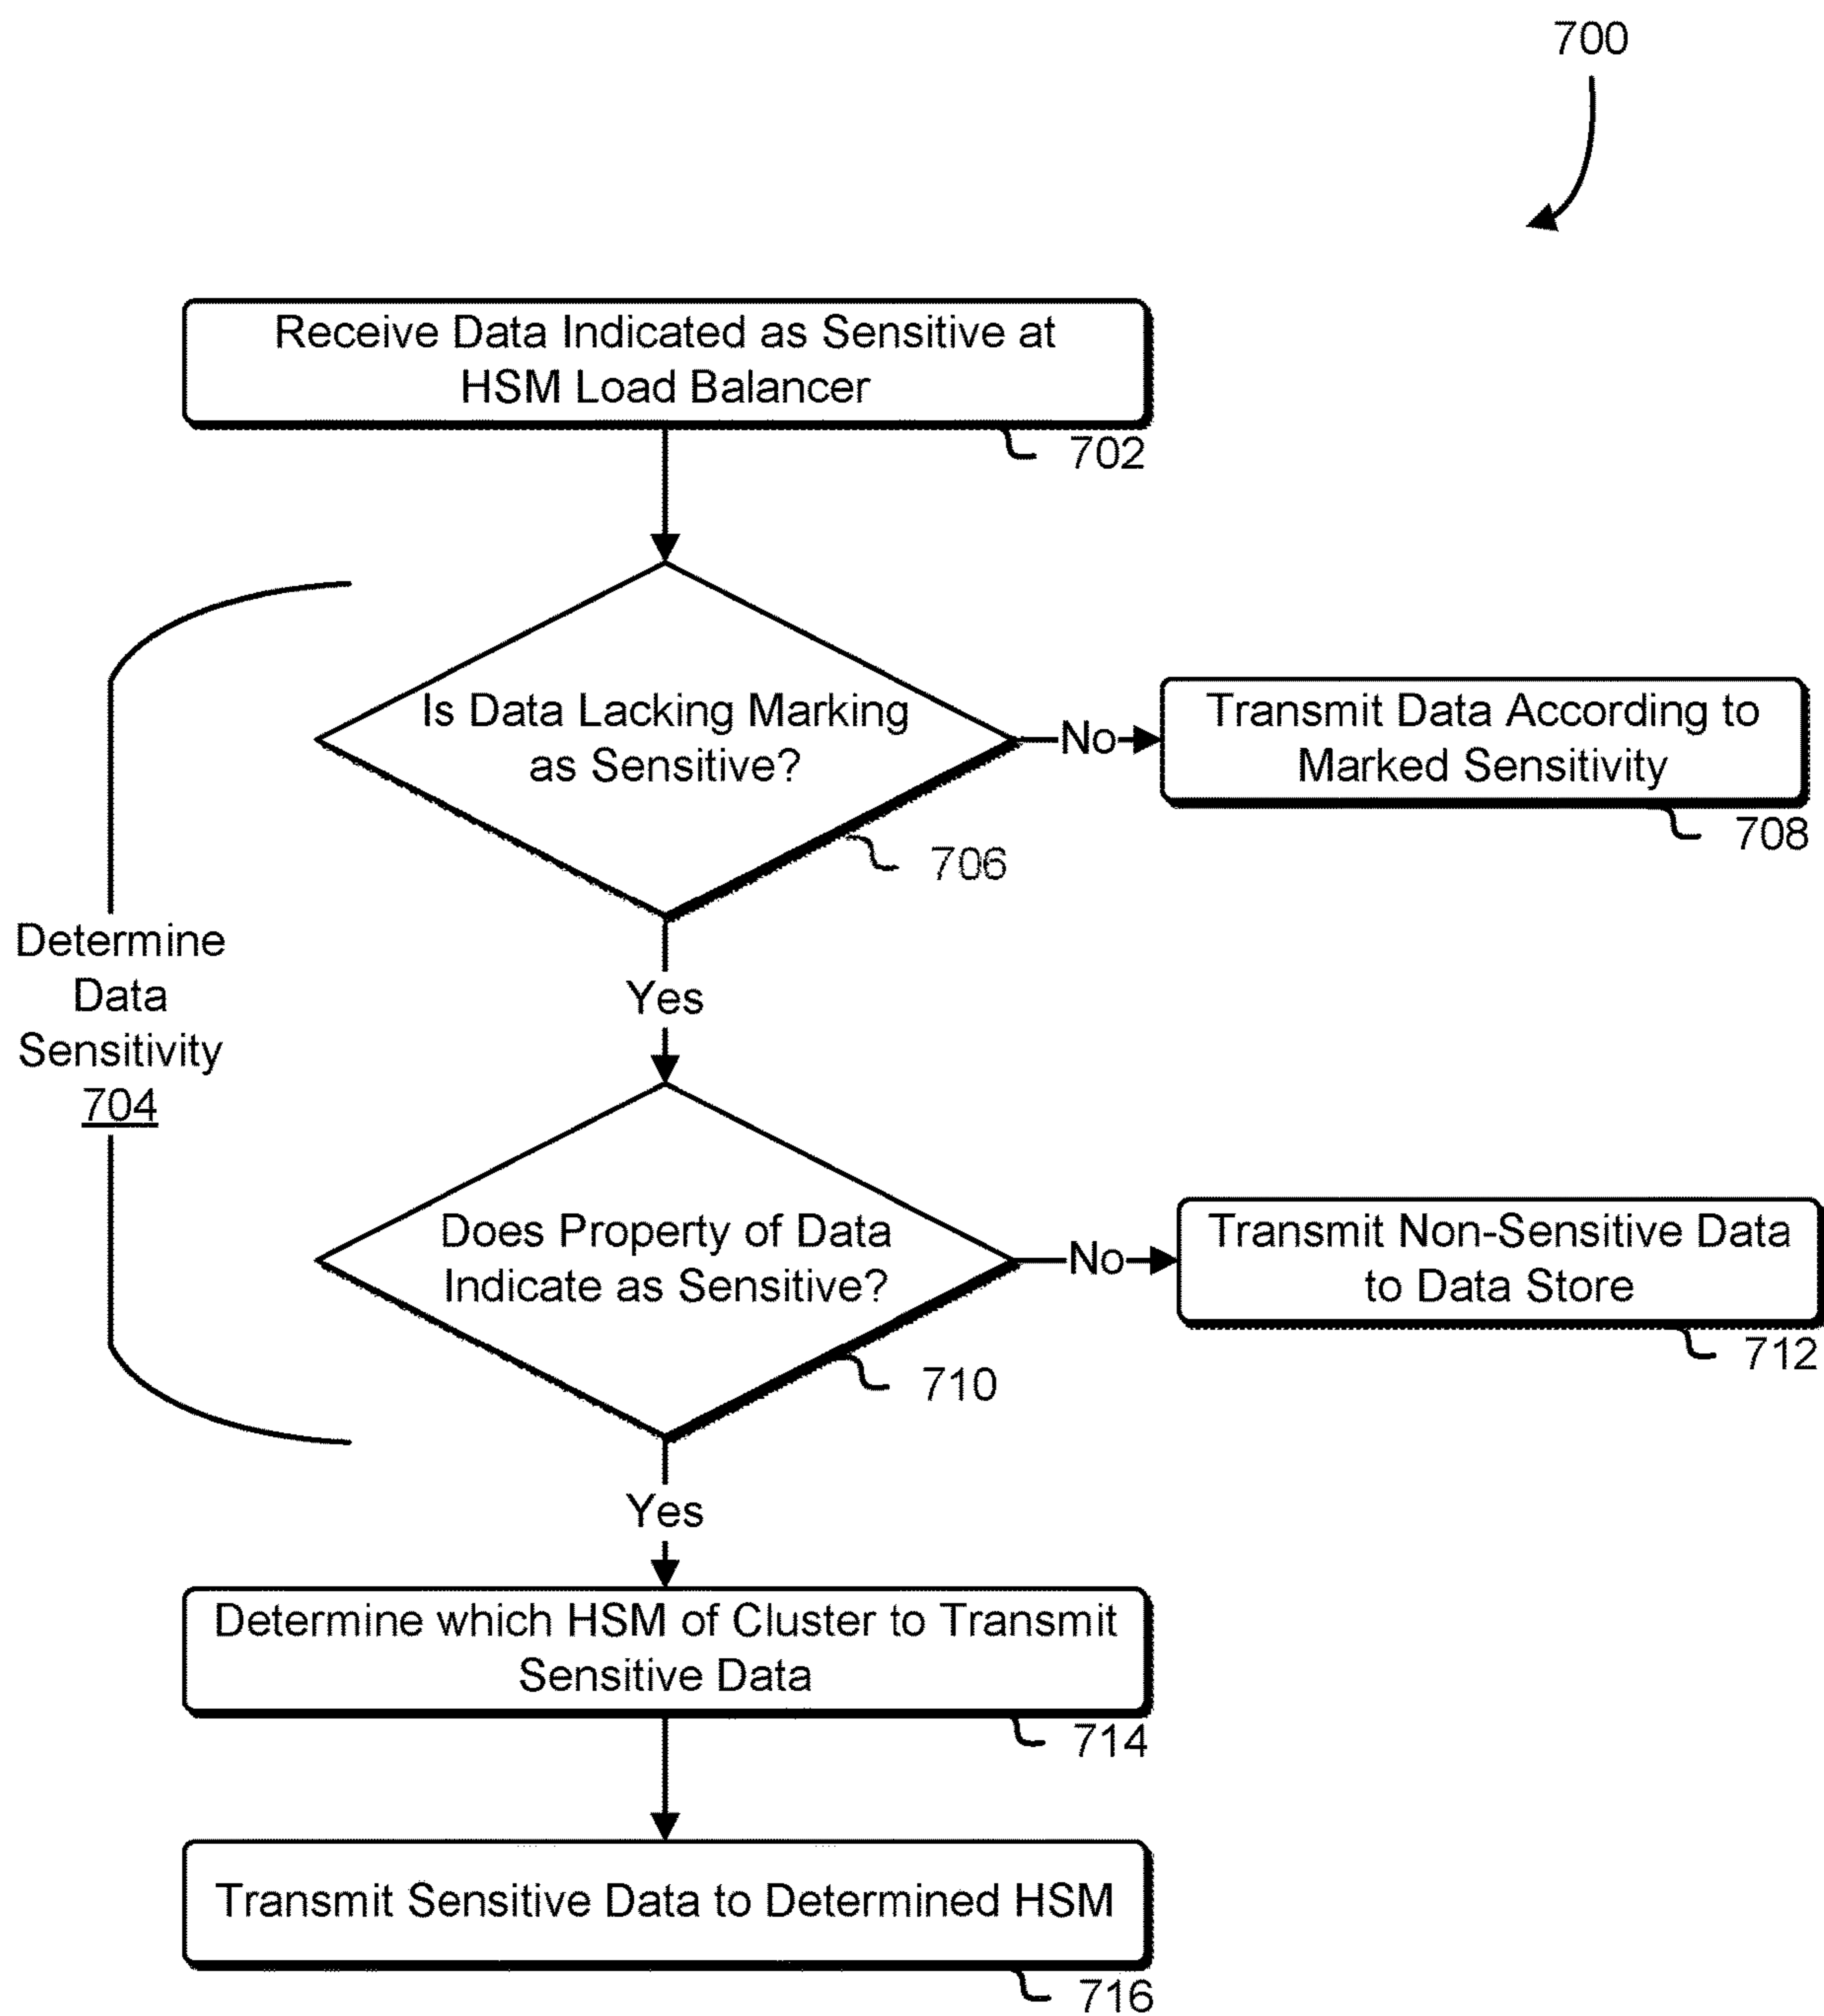 700
Receive Data Indicated as Sensitive at
HSM Load Balancer
702
Is Data Lacking Marking
as Sensitive?
706
No
Transmit Data According to
Marked Sensitivity
708
Determine
Data
Sensitivity
704
Yes
Does Property of Data
Indicate as Sensitive?
710
No
Transmit Non-Sensitive Data
to Data Store
712
Yes
Determine which HSM of Cluster to Transmit
Sensitive Data
714
Transmit Sensitive Data to Determined HSM
716